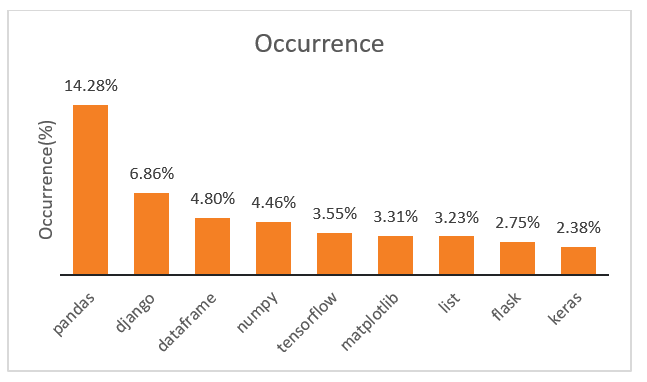 Occurrence
Occurrence(%)
14.28%
6.86%
4.80%
4.46%
3.55%
3.31%
3.23%
2.75%
2.38%
pandas
django
dataframe
numpy
tensorflow
matplotlib
list
flask
keras